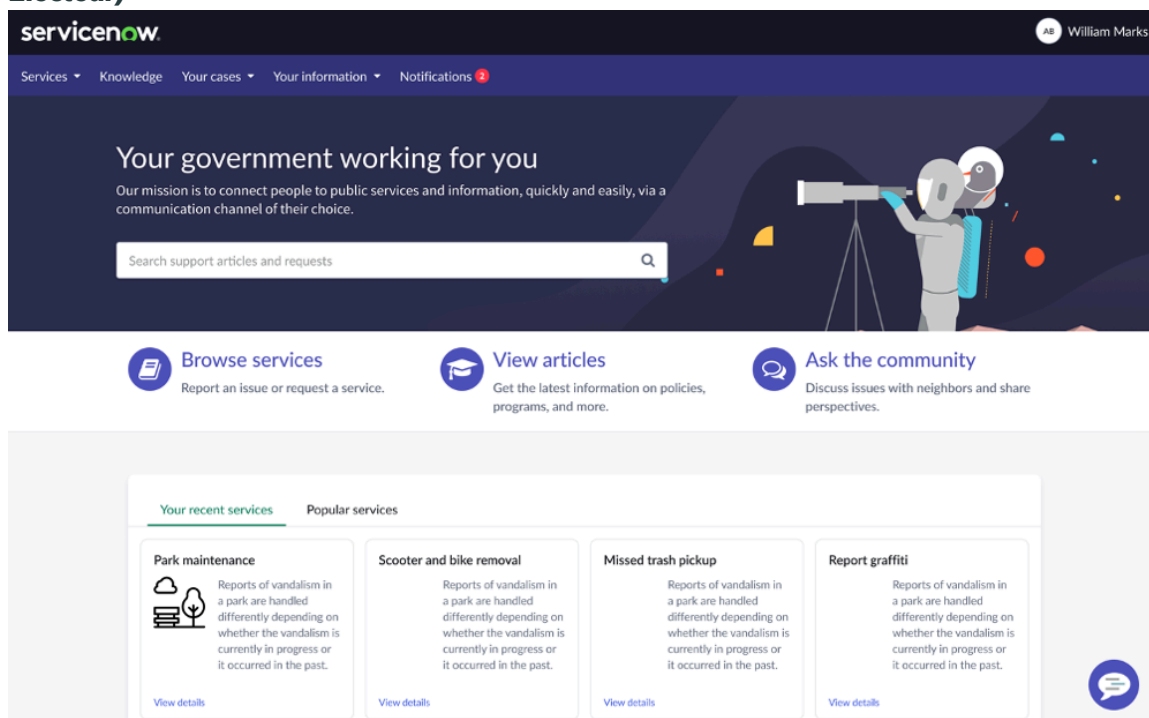 servicenow.
AB William Marks
Services Knowledge Your cases Your information Notifications 2
Your government working for you
Our mission is to connect people to public services and information, quickly and easily, via a
communication channel of their choice.
Search support articles and requests
Browse services
Report an issue or request a service.
View articles
Get the latest information on policies,
programs, and more.
Ask the community
Discuss issues with neighbors and share
perspectives.
Your recent services Popular services
Park maintenance
Reports of vandalism in
a park are handled
differently depending on
whether the vandalism is
currently in progress or
it occurred in the past.
View details
Scooter and bike removal
Reports of vandalism in
a park are handled
differently depending on
whether the vandalism is
currently in progress or
it occurred in the past.
View details
Missed trash pickup
Reports of vandalism in
a park are handled
differently depending on
whether the vandalism is
currently in progress or
it occurred in the past.
View details
Report graffiti
Reports of vandalism in
a park are handled
differently depending on
whether the vandalism is
currently in progress or
it occurred in the past.
View details